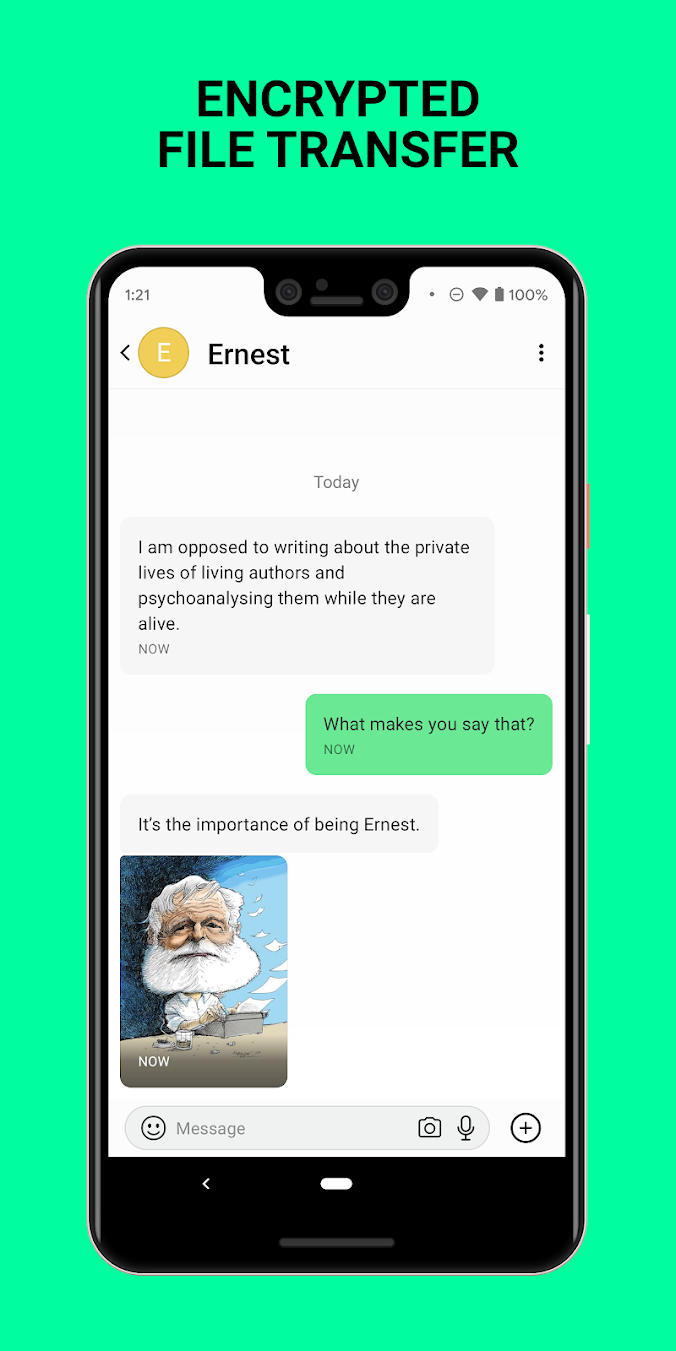 ENCRYPTED
FILE TRANSFER
1:21
100%
E
Ernest
Today
I am opposed to writing about the private
lives of living authors and
psychoanalysing them while they are
alive.
NOW
What makes you say that?
NOW
It's the importance of being Ernest.
NOW
Message